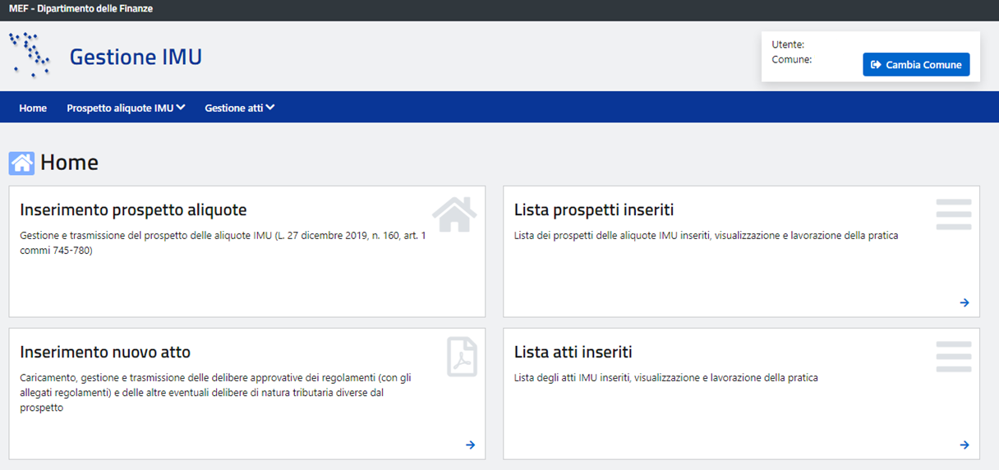 MEF - Dipartimento delle Finanze
Gestione IMU
Utente:
Comune:
Cambia Comune
Home
Prospetto aliquote IMU
Gestione atti
Home
Inserimento prospetto aliquote
Gestione e trasmissione del prospetto delle aliquote IMU (L. 27 dicembre 2019, n. 160, art. 1
commi 745-780)
Lista prospetti inseriti
Lista dei prospetti delle aliquote IMU inseriti, visualizzazione e lavorazione della pratica
Inserimento nuovo atto
Caricamento, gestione e trasmissione delle delibere approvative dei regolamenti (con gli
allegati regolamenti) e delle altre eventuali delibere di natura tributaria diverse dal
prospetto
Lista atti inseriti
Lista degli atti IMU inseriti, visualizzazione e lavorazione della pratica